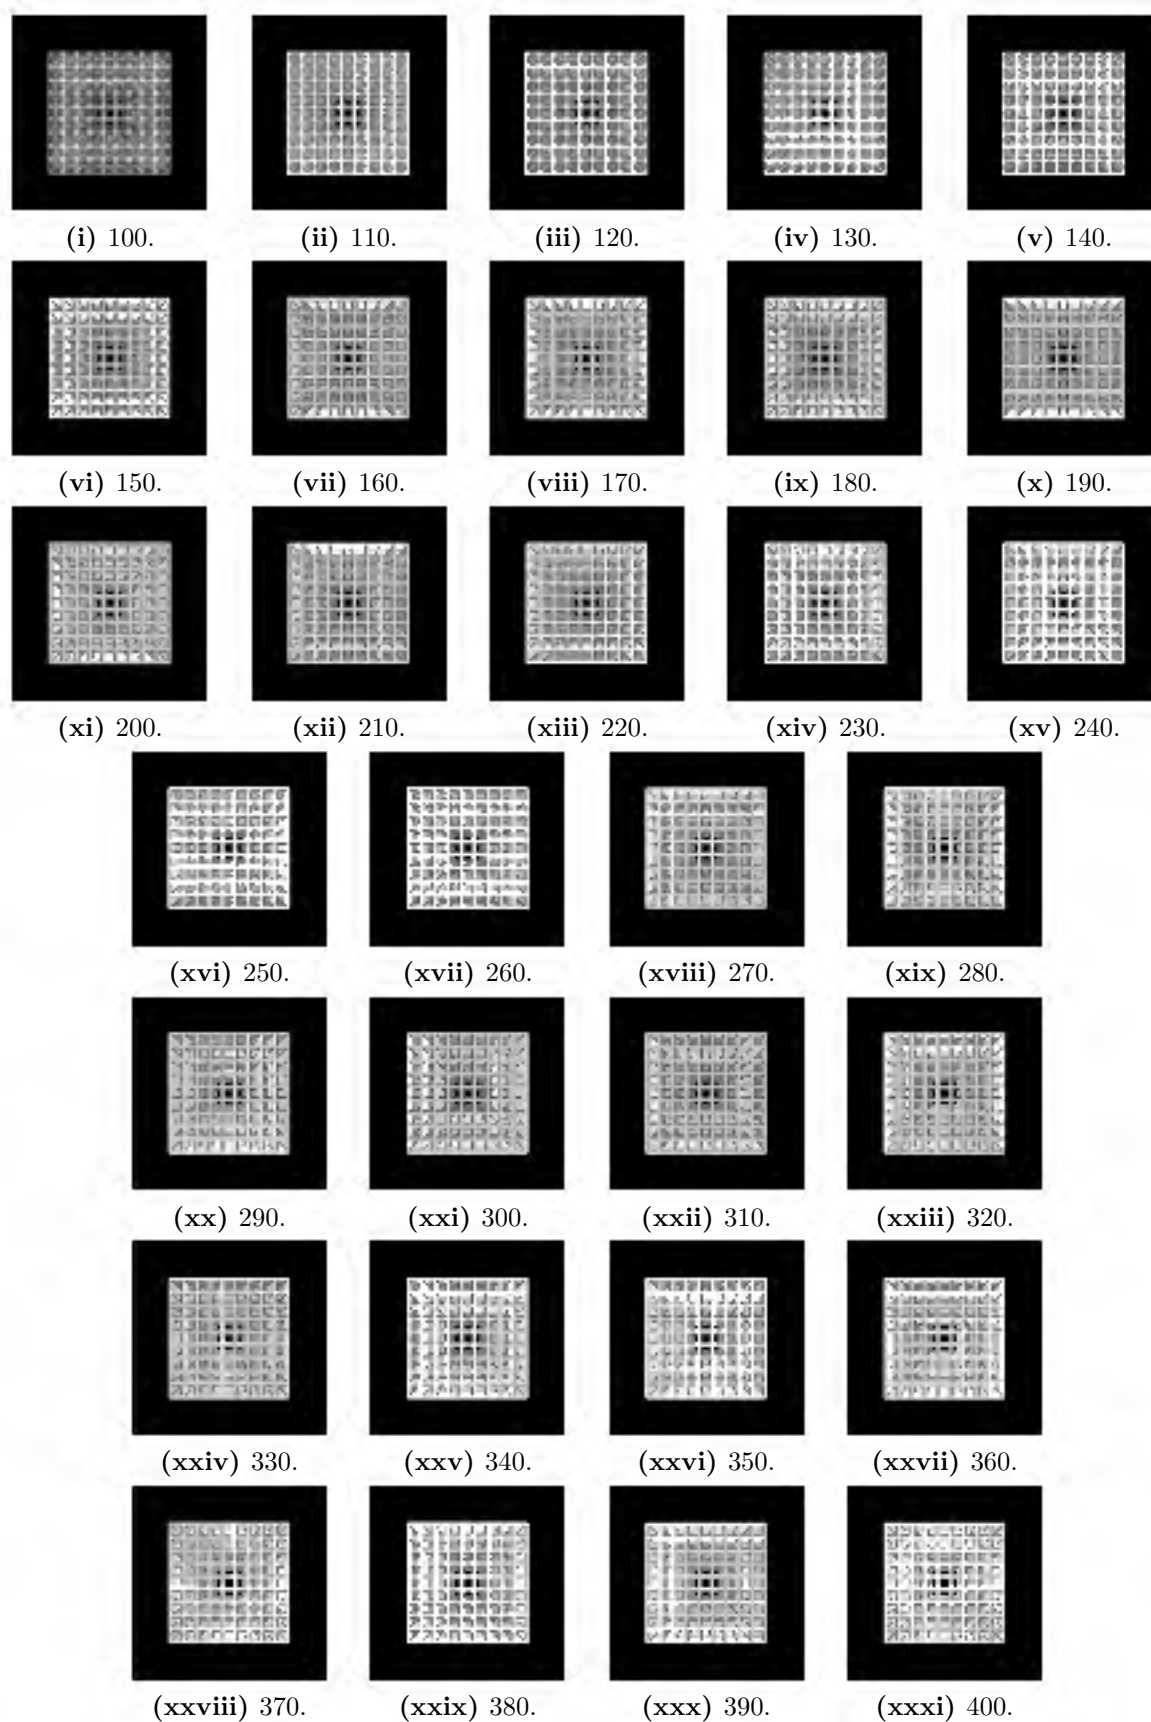 (i) 100. (ii) 110. (iii) 120. (iv) 130. (v) 140.
(vi) 150. (vii) 160. (viii) 170. (ix) 180. (x) 190.
(xi) 200. (xii) 210. (xiii) 220. (xiv) 230. (xv) 240.
(xvi) 250. (xvii) 260. (xviii) 270. (xix) 280.
(xx) 290. (xxi) 300. (xxii) 310. (xxiii) 320.
(xxiv) 330. (xxv) 340. (xxvi) 350. (xxvii) 360.
(xxviii) 370. (xxix) 380. (xxx) 390. (xxxi) 400.